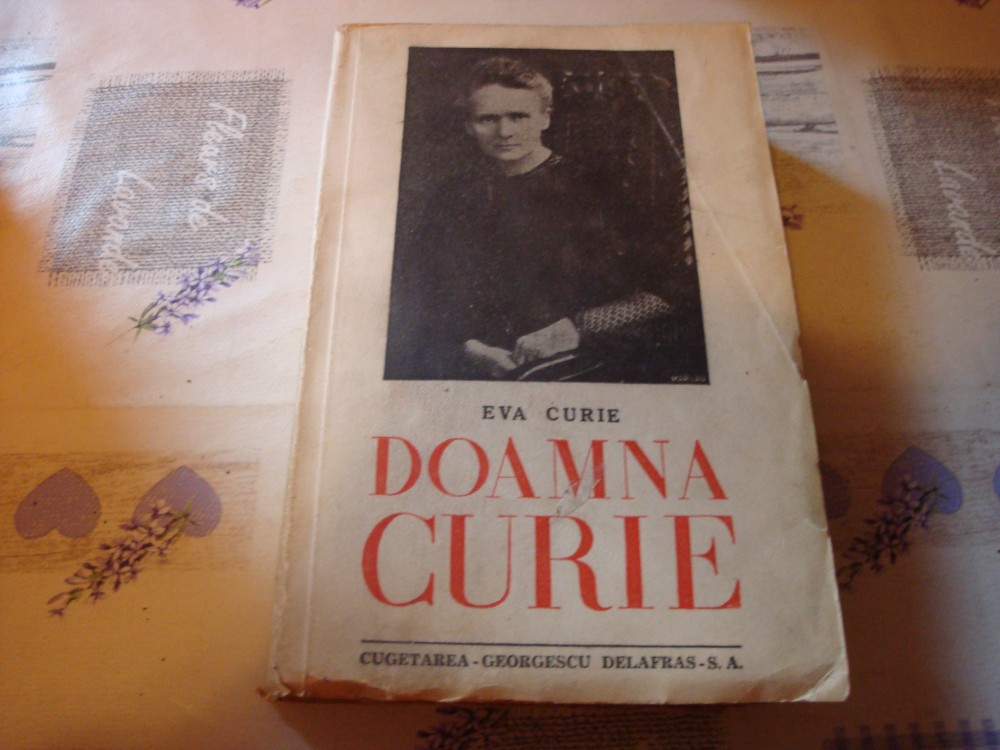 EVA CURIE
DOAMNA
CURIE
CUGETAREA - GEORGESCU DELAFRAS - S. A.